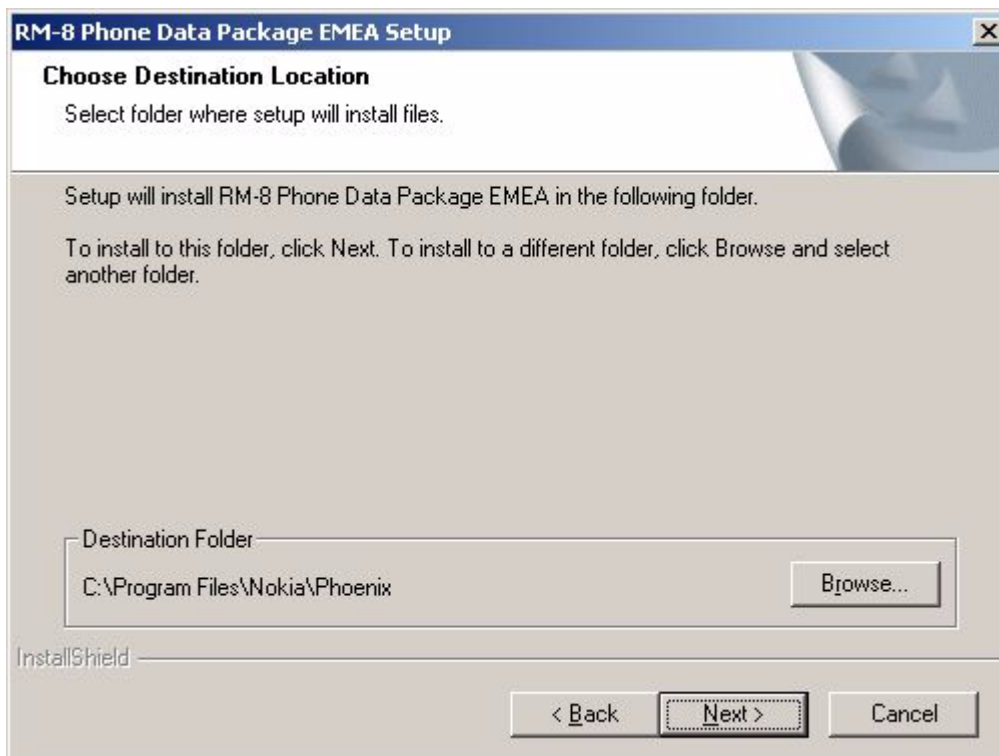 RM-8 Phone Data Package EMEA Setup
Choose Destination Location
Select folder where setup will install files.
Setup will install RM-8 Phone Data Package EMEA in the following folder.
To install to this folder, click Next. To install to a different folder, click Browse and select
another folder.
Destination Folder
C:\Program Files\Nokia\Phoenix
Browse...
InstallShield
< Back
Next >
Cancel